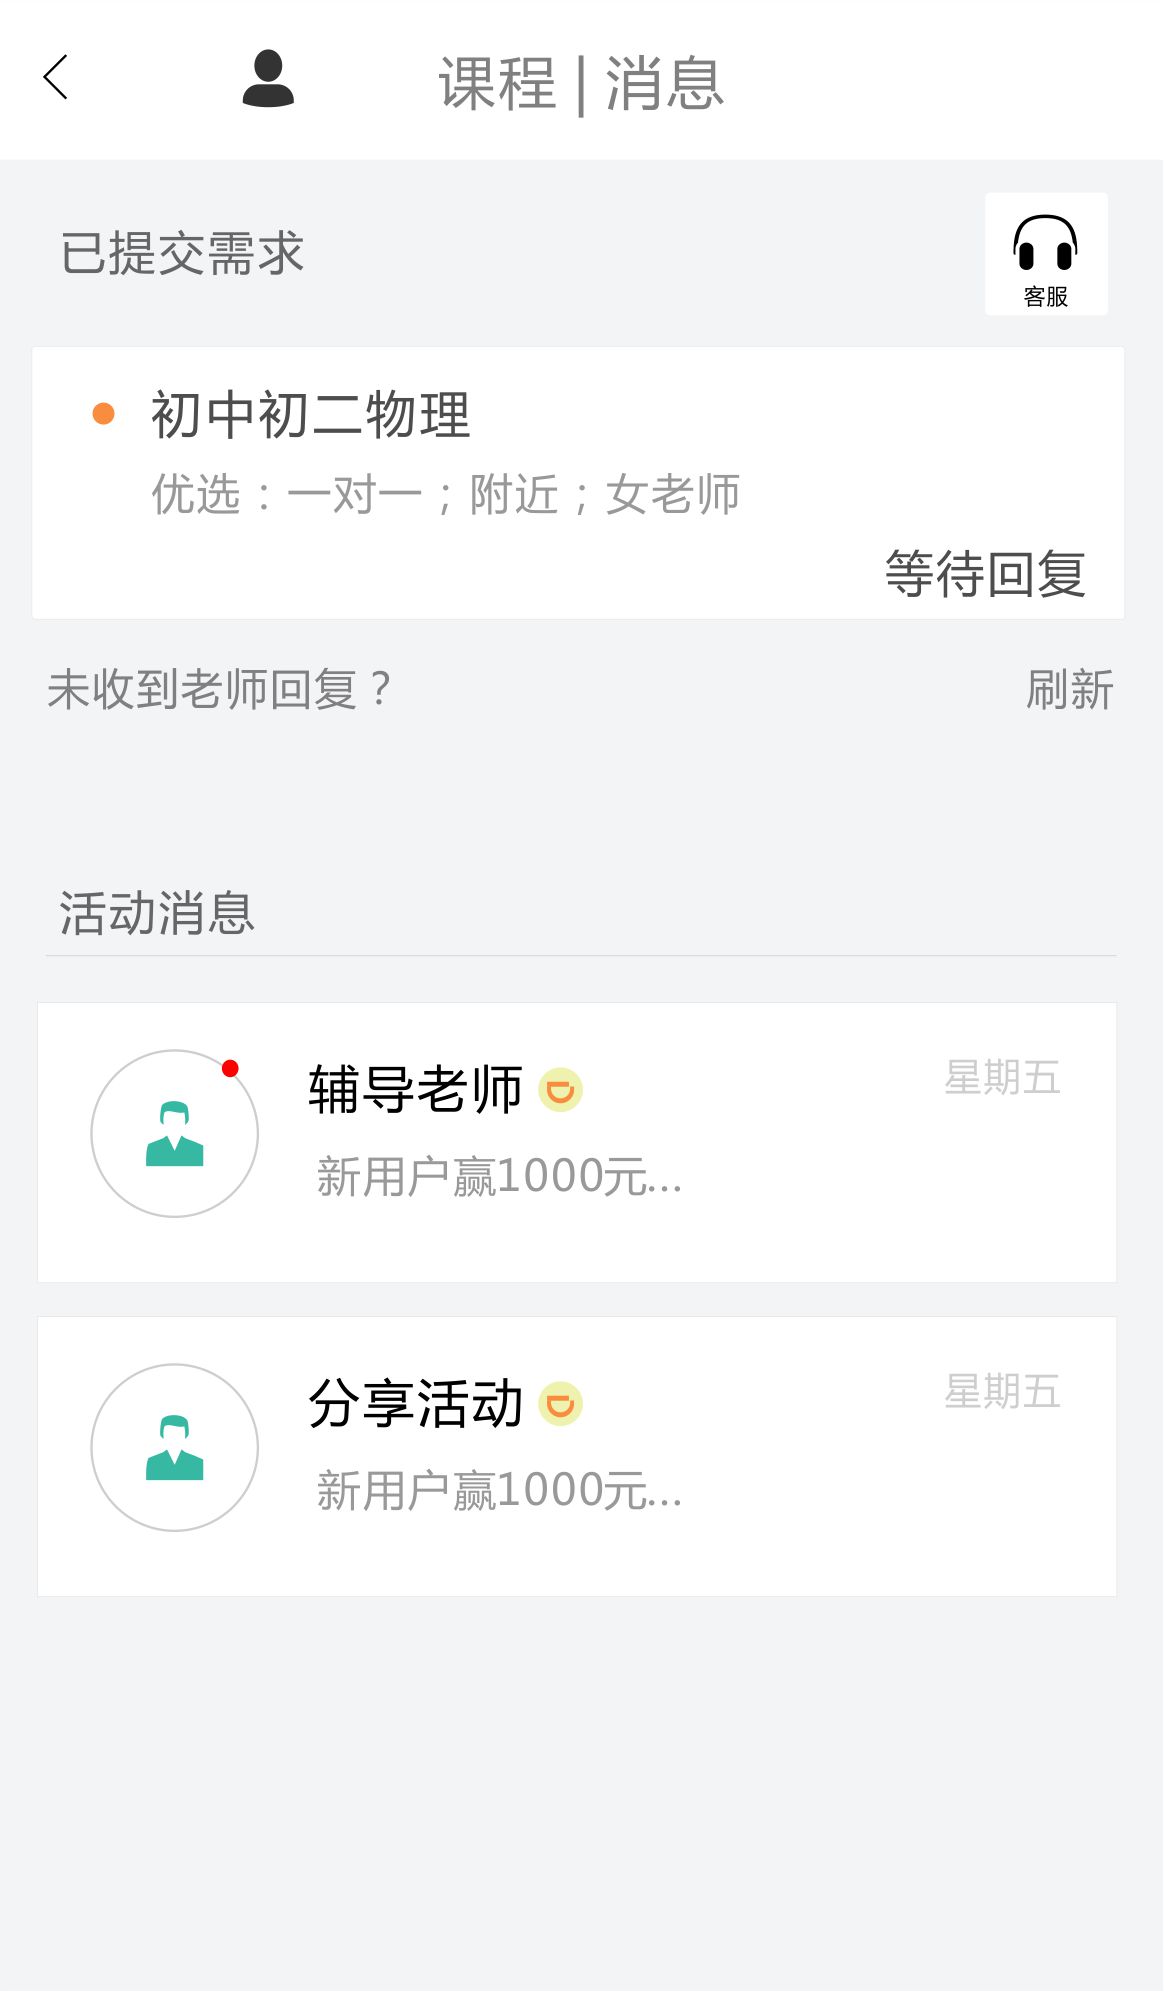 课程 | 消息
已提交需求
客服
初中初二物理
优选：一对一；附近；女老师
等待回复
未收到老师回复？
刷新
活动消息
辅导老师
星期五
新用户赢1000元...
分享活动
星期五
新用户赢1000元...